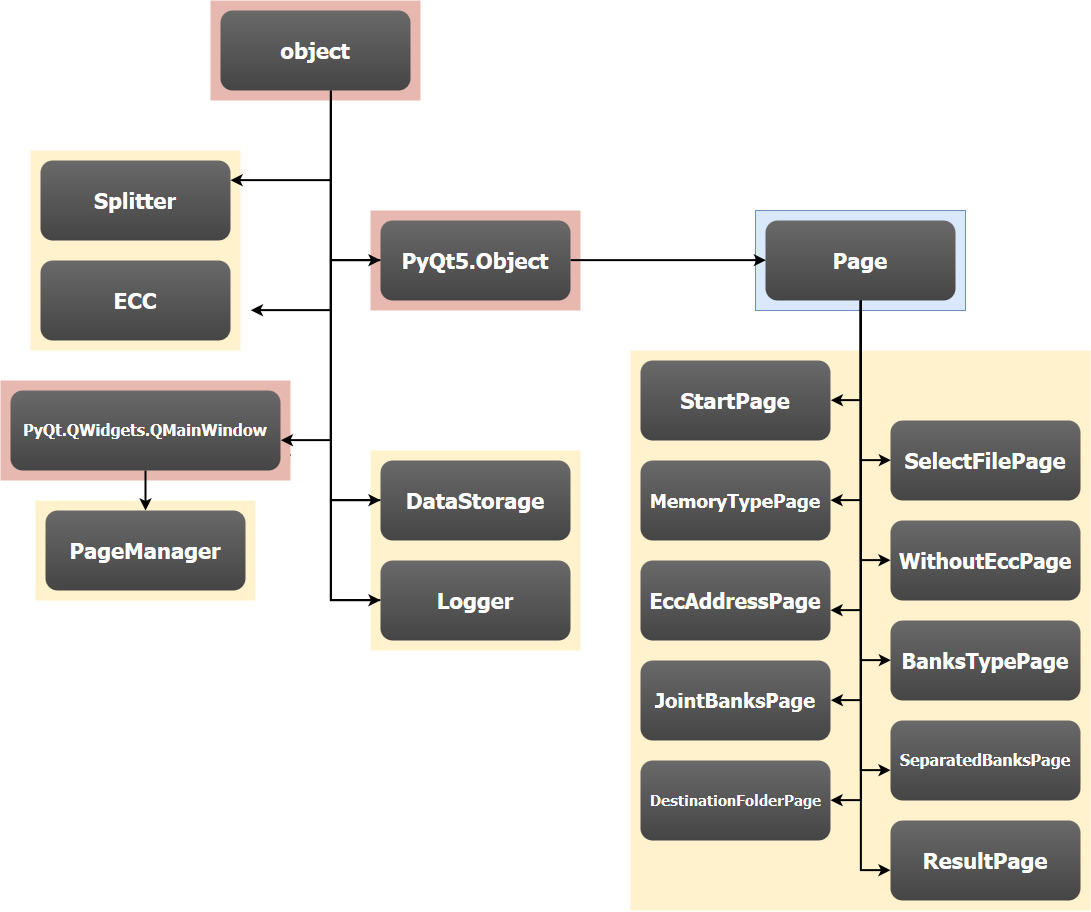 object
Splitter
PyQt5.Object
Page
ECC
StartPage
PyQt.QWidgets.QMainWindow
SelectFilePage
DataStorage
MemoryTypePage
PageManager
WithoutEccPage
Logger
EccAddressPage
BanksTypePage
JointBanksPage
SeparatedBanksPage
DestinationFolderPage
ResultPage